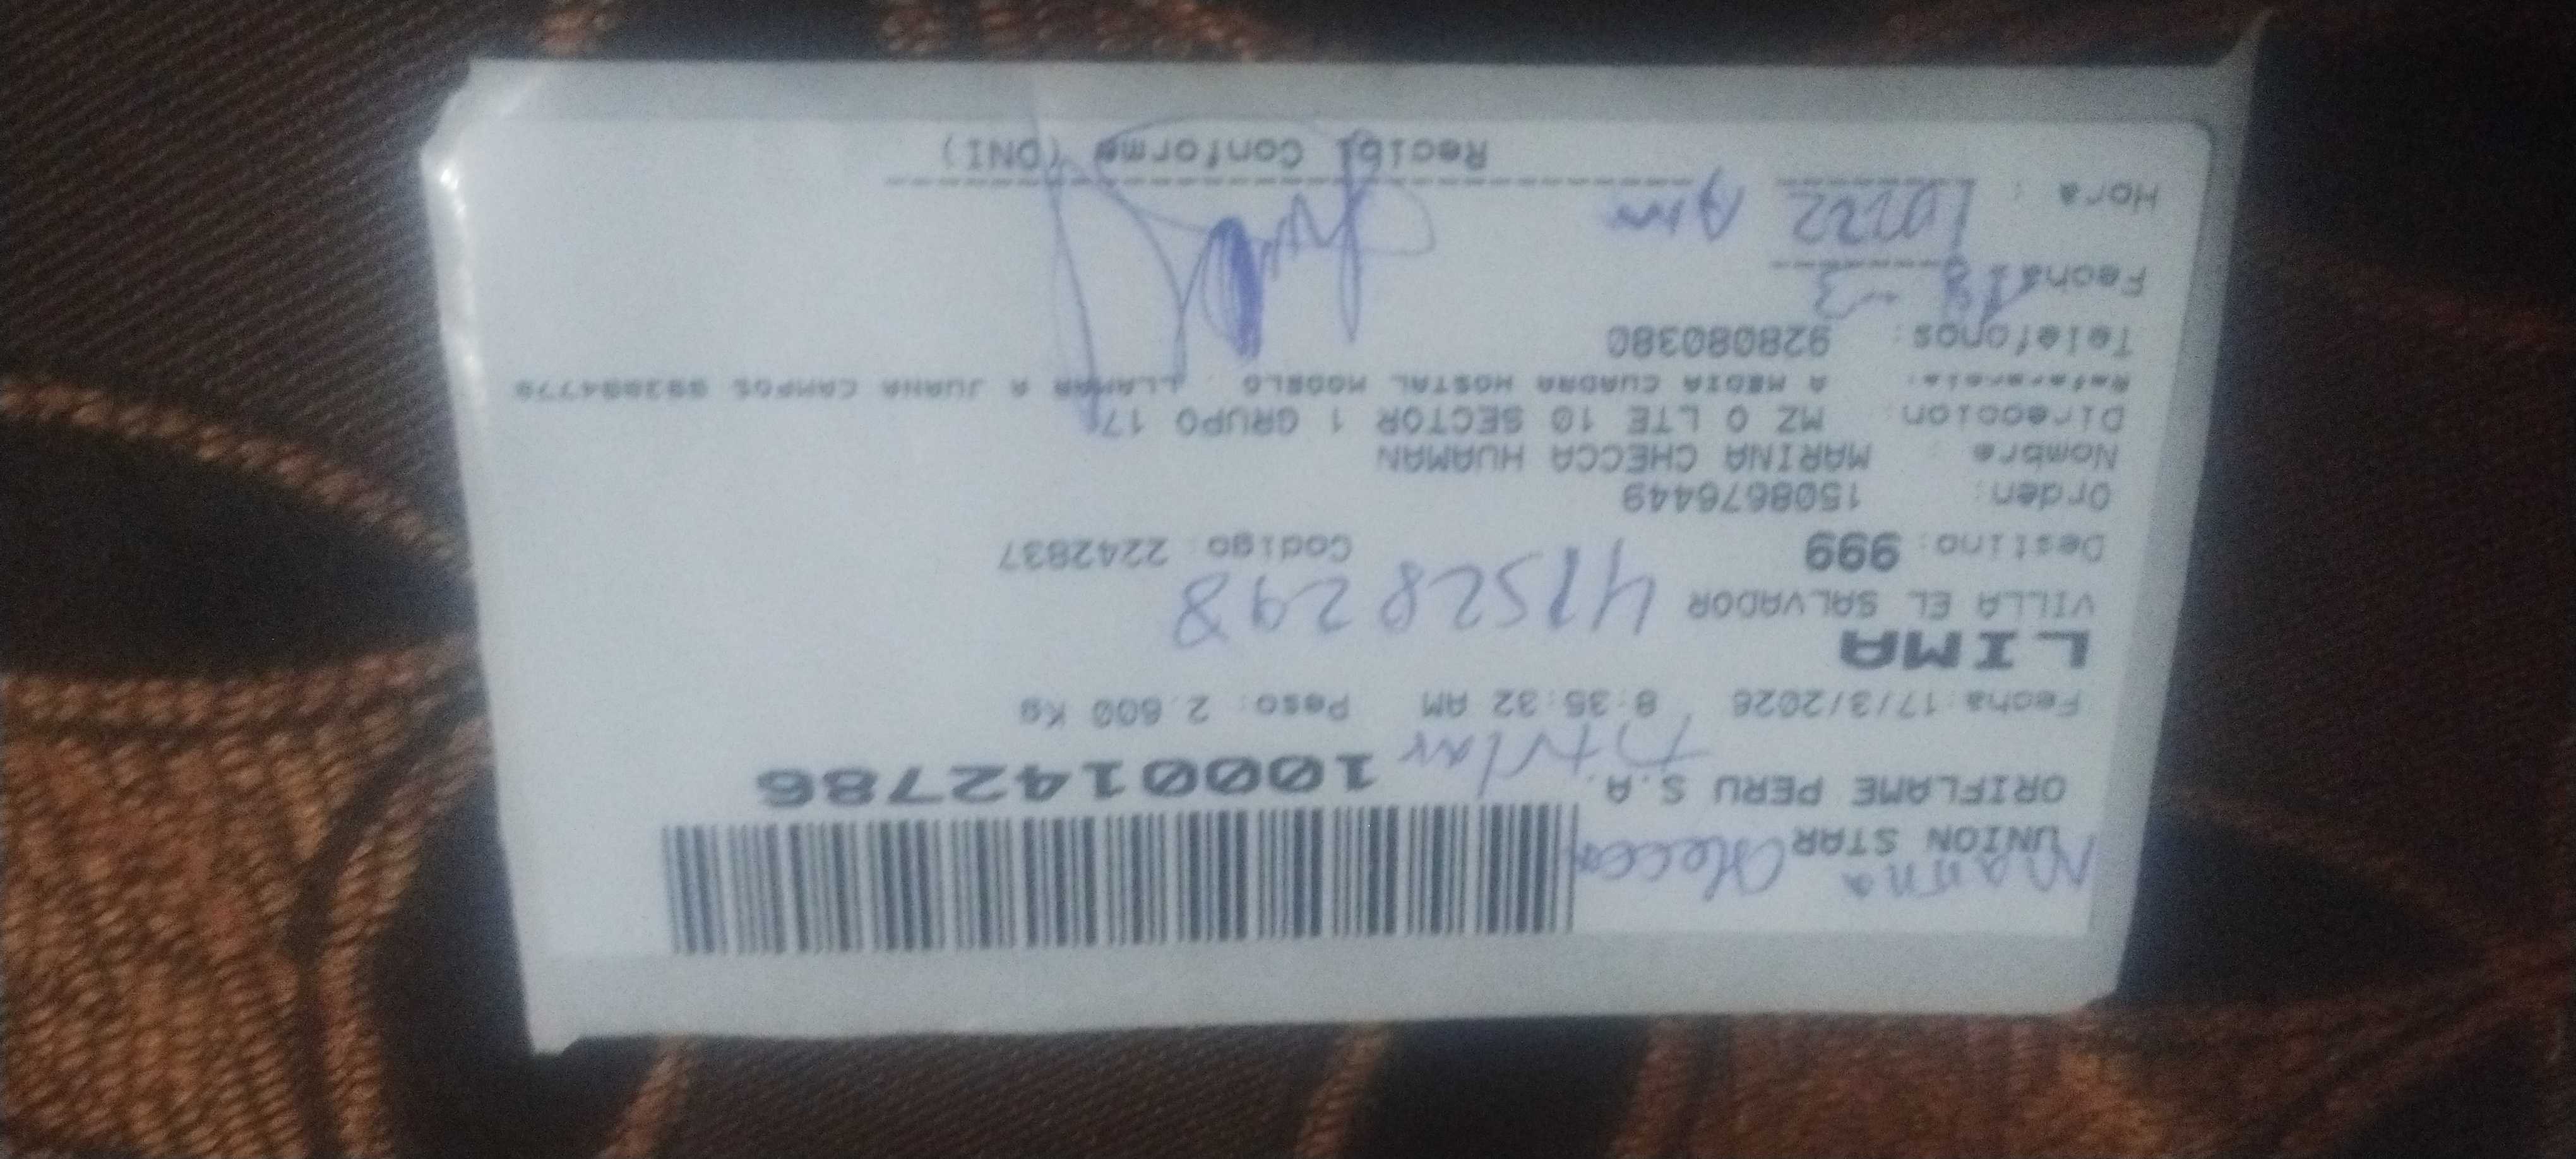 Marina Checca
UNION STAR
ORIFLAME PERU S.A.
Titular
1000142786
Fecha: 17/3/2026 8:35:32 AM Peso: 2.600 Kg
LIMA
VILLA EL SALVADOR
41528298
Destino: 999 Codigo: 2242837
Orden: 1508676449
Nombre : MARINA CHECCA HUAMAN
Direccion: MZ O LTE 10 SECTOR 1 GRUPO 17
Referencia: A MEDIA CUADRA HOSTAL MODELO . LLAMAR A JUANA CAMPOS
Telefonos: 928080380
Fecha 18-3
Hora : 10:22 Am
Recibi Conforme (DNI)